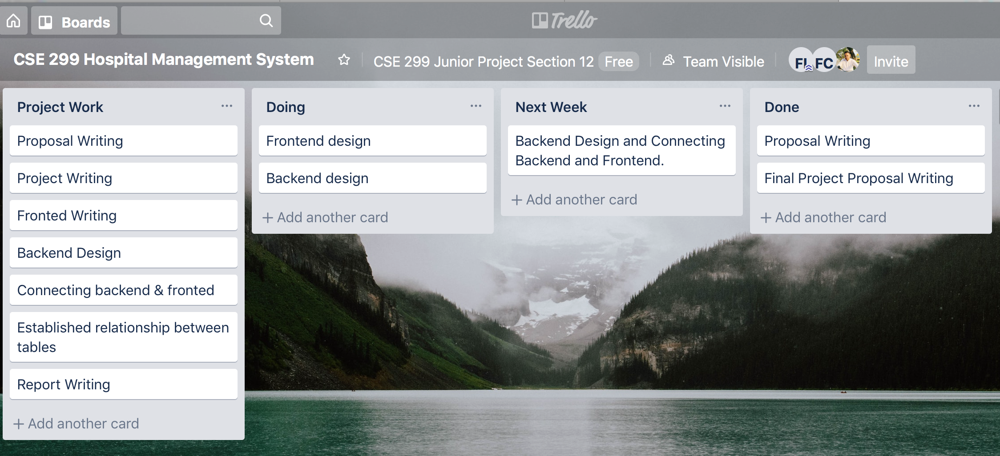 Boards
Trello
CSE 299 Hospital Management System
CSE 299 Junior Project Section 12
Free
Team Visible
FC
Invite
Project Work
Proposal Writing
Project Writing
Fronted Writing
Backend Design
Connecting backend & fronted
Established relationship between
tables
Report Writing
+ Add another card
Doing
Frontend design
Backend design
+ Add another card
Next Week
Backend Design and Connecting
Backend and Frontend.
+ Add another card
Done
Proposal Writing
Final Project Proposal Writing
+ Add another card